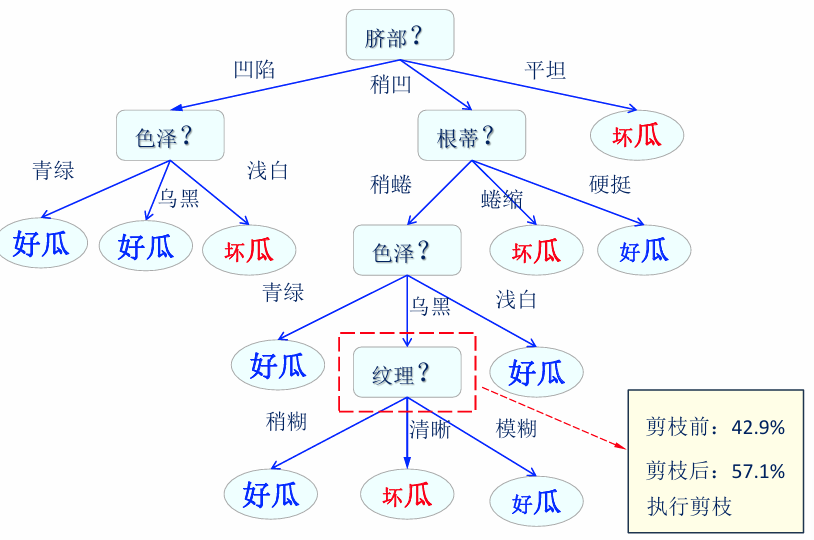 脐部？
凹陷
稍凹
平坦
色泽？
根蒂？
坏瓜
青绿
乌黑
浅白
稍蜷
蜷缩
硬挺
好瓜
好瓜
坏瓜
色泽？
坏瓜
好瓜
青绿
乌黑
浅白
好瓜
纹理？
好瓜
稍糊
清晰
模糊
剪枝前：42.9%
剪枝后：57.1%
执行剪枝
好瓜
坏瓜
好瓜